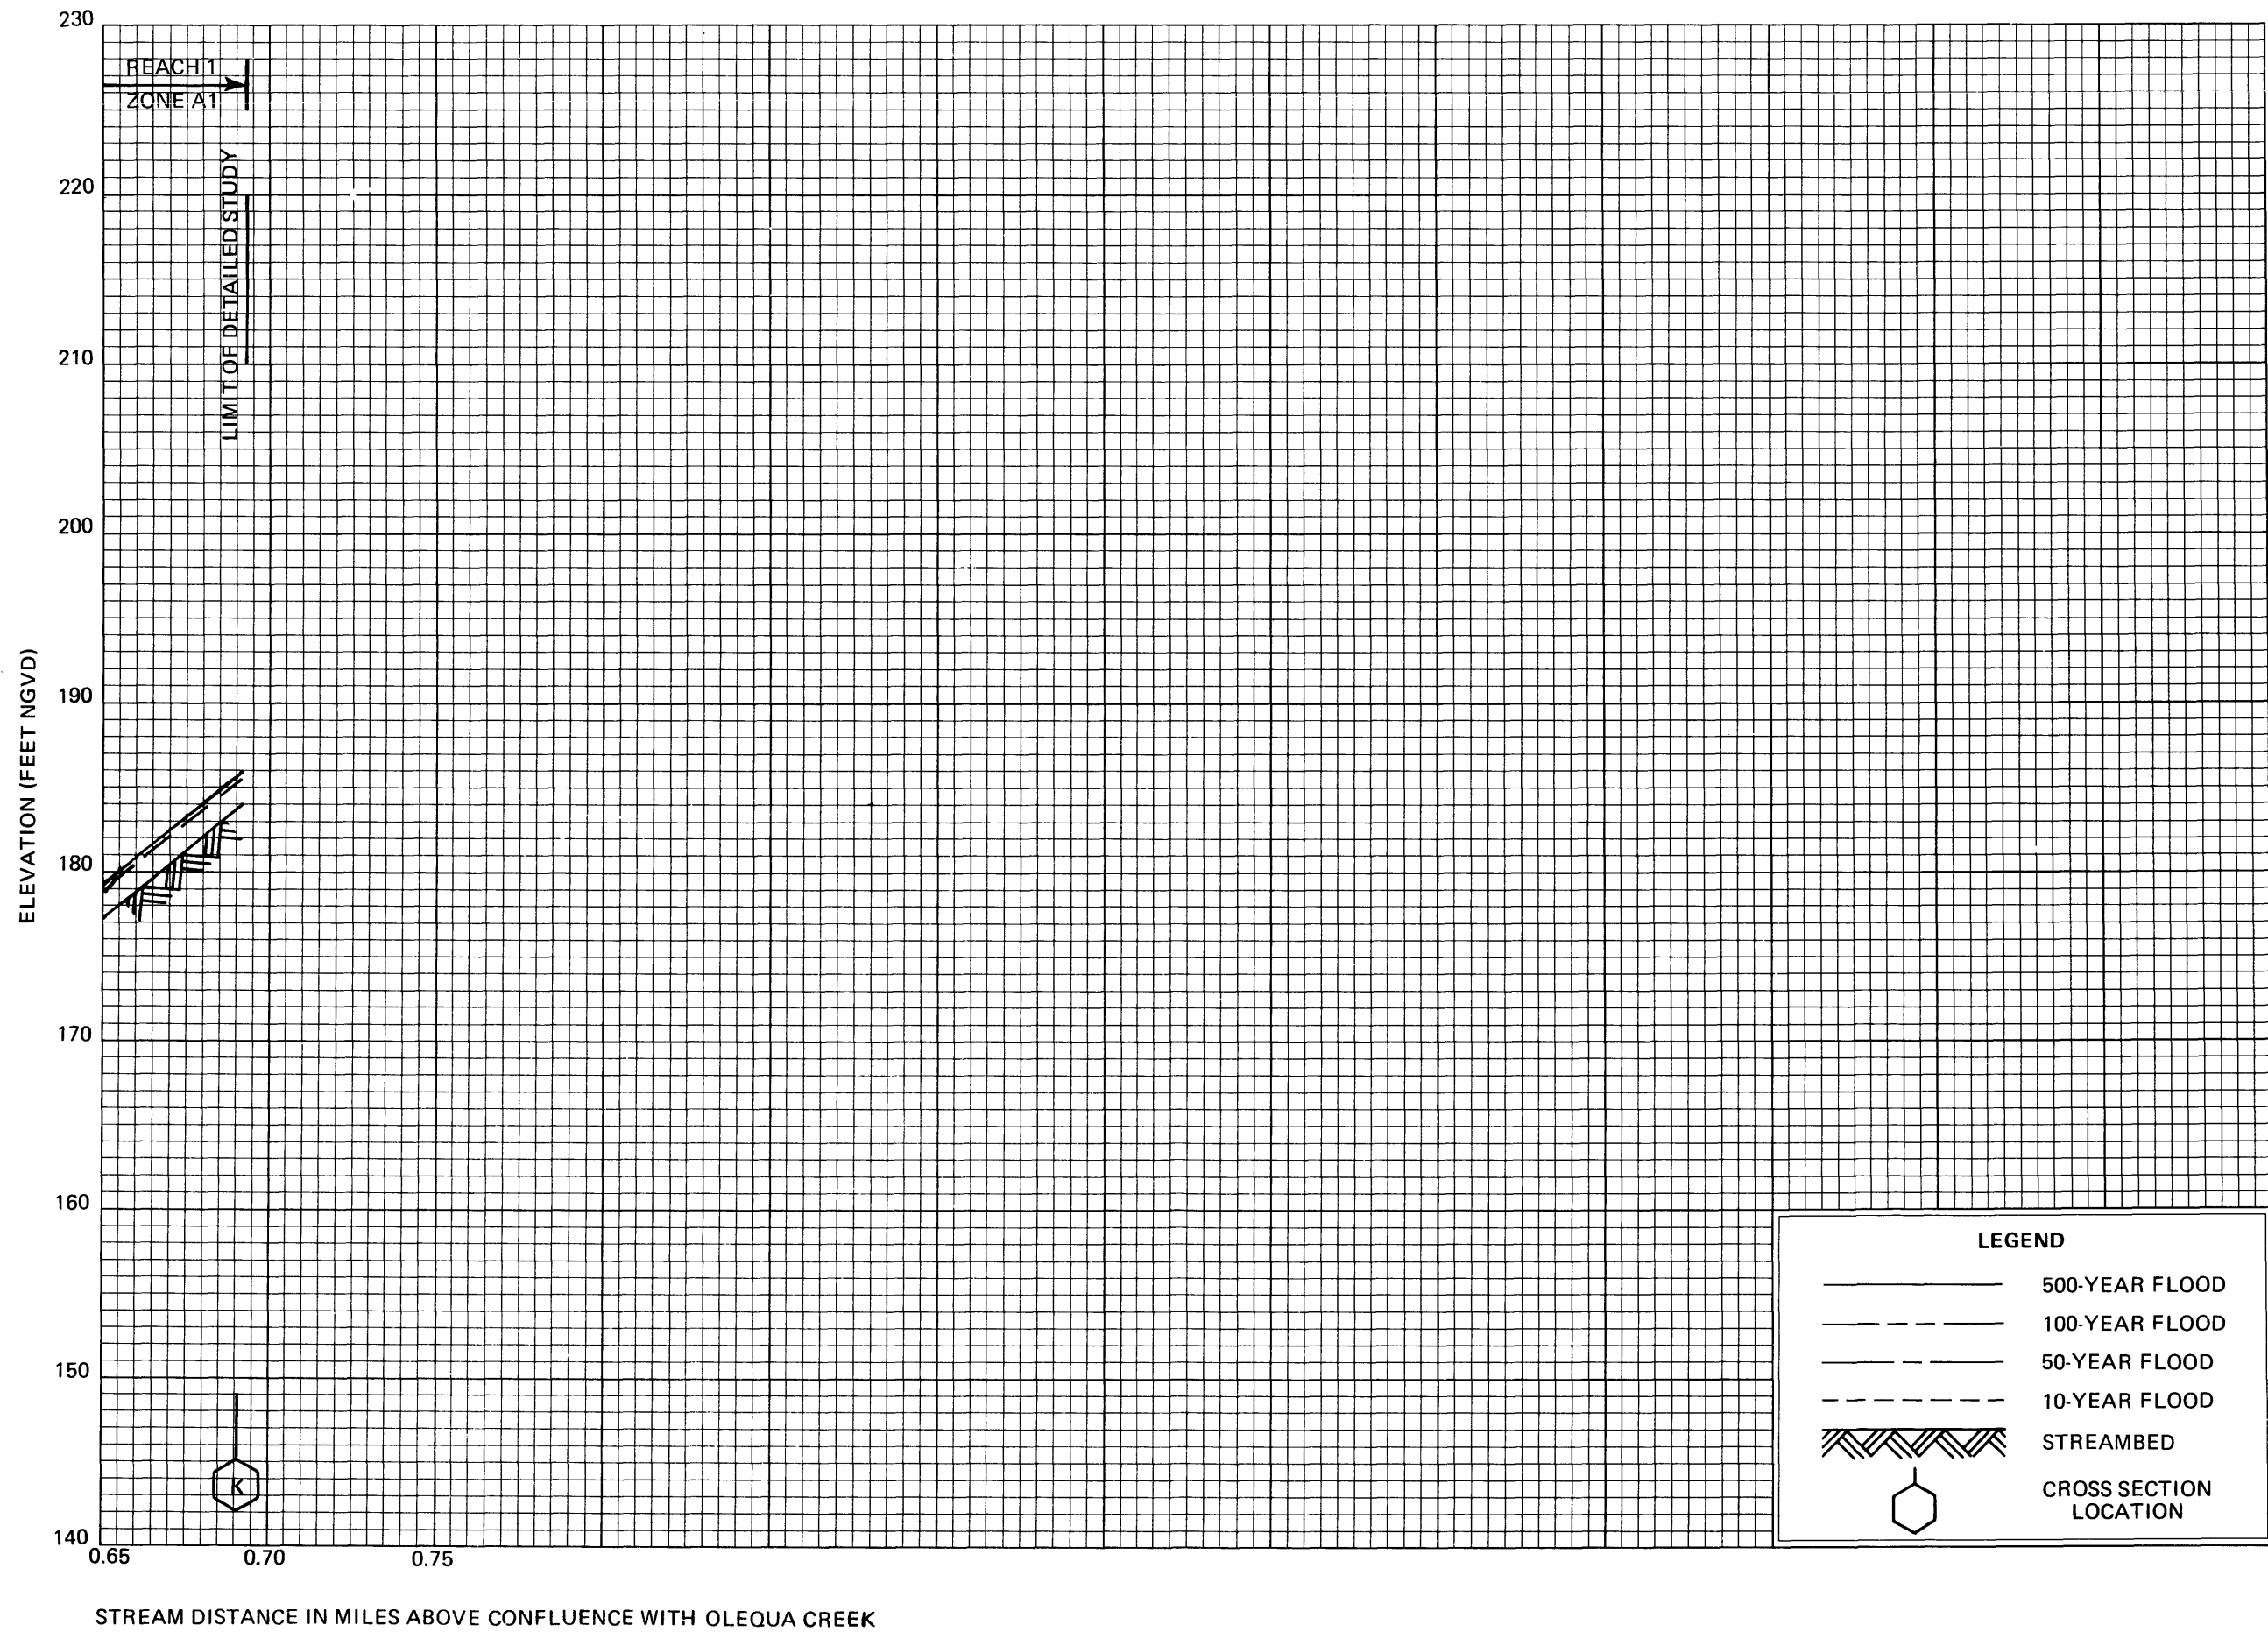 230
REACH 1
ZONE A1
LIMIT OF DETAILED STUDY
220
210
200
190
180
170
160
150
140
ELEVATION (FEET NGVD)
K
0.65 0.70 0.75
STREAM DISTANCE IN MILES ABOVE CONFLUENCE WITH OLEQUA CREEK
LEGEND
500-YEAR FLOOD
100-YEAR FLOOD
50-YEAR FLOOD
10-YEAR FLOOD
STREAMBED
CROSS SECTION
LOCATION